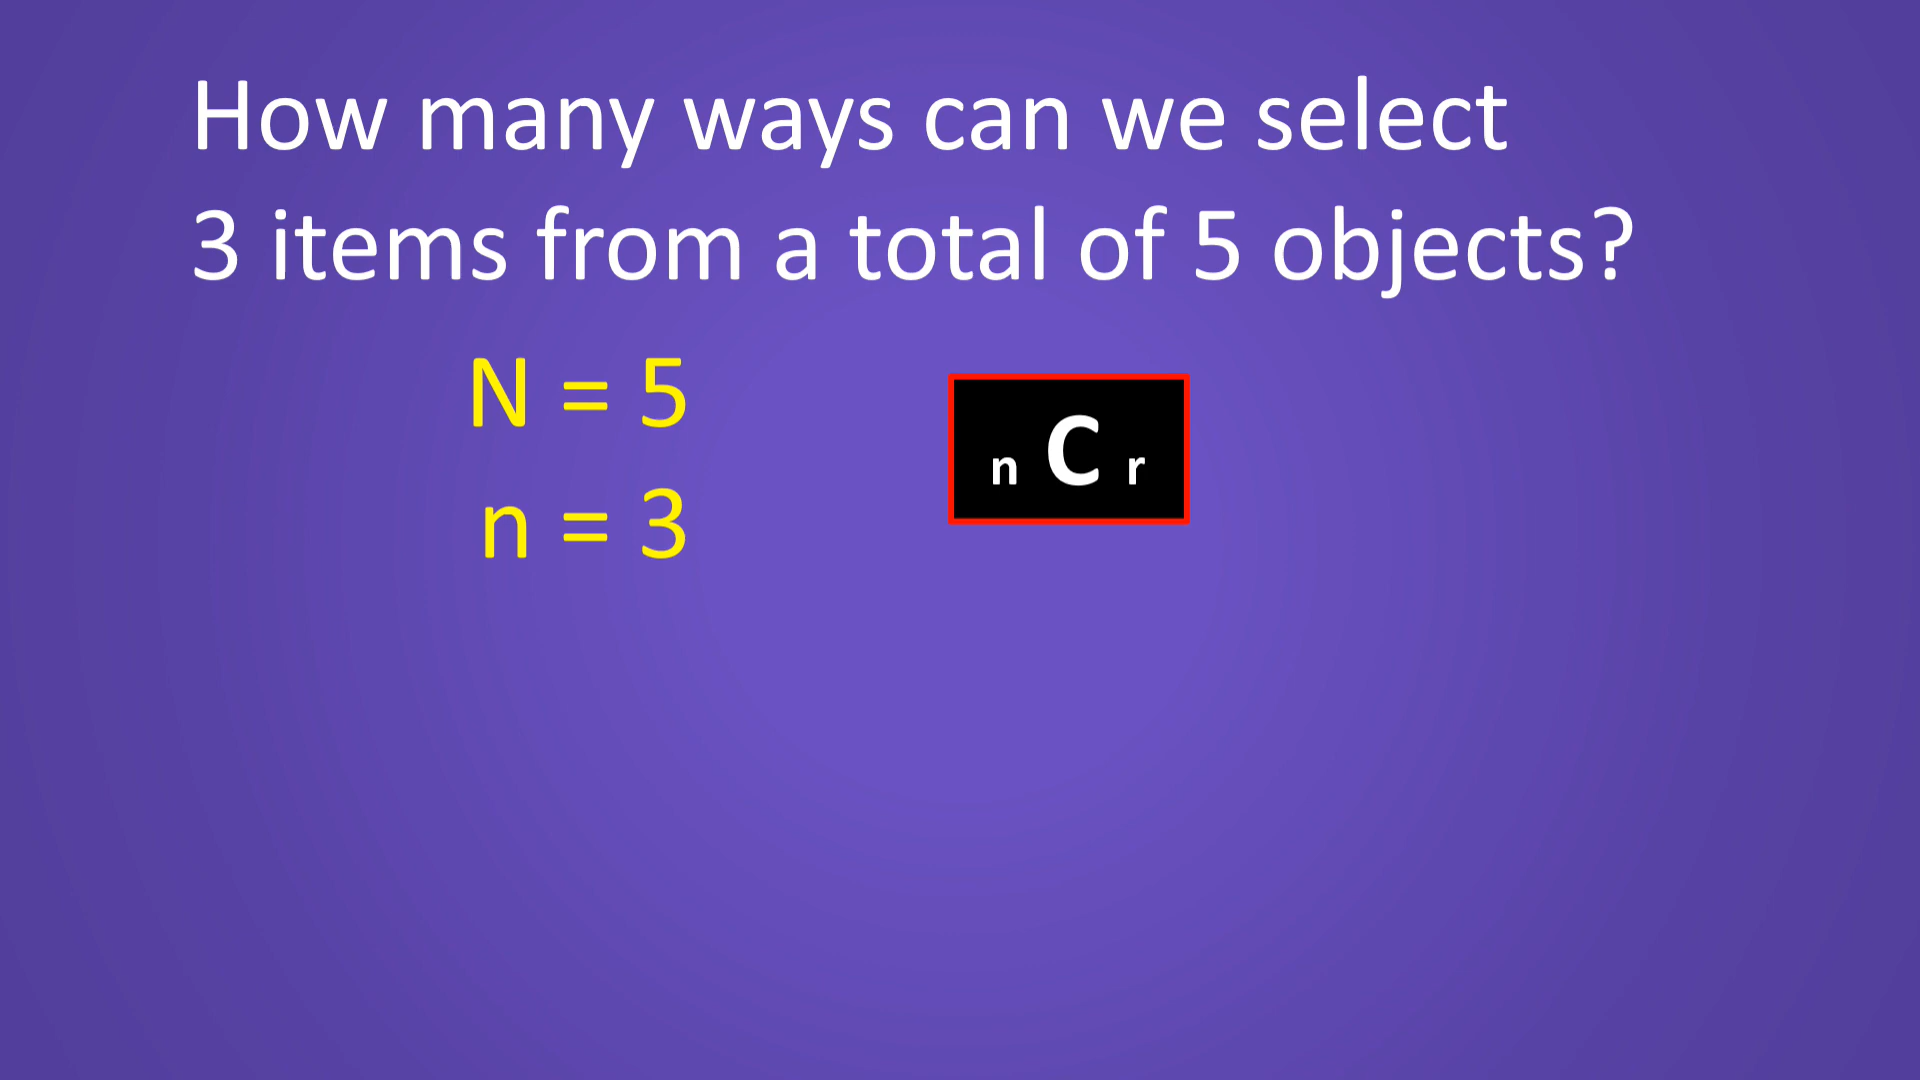 How many ways can we select
3 items from a total of 5 objects?
N = 5
n = 3
n C r